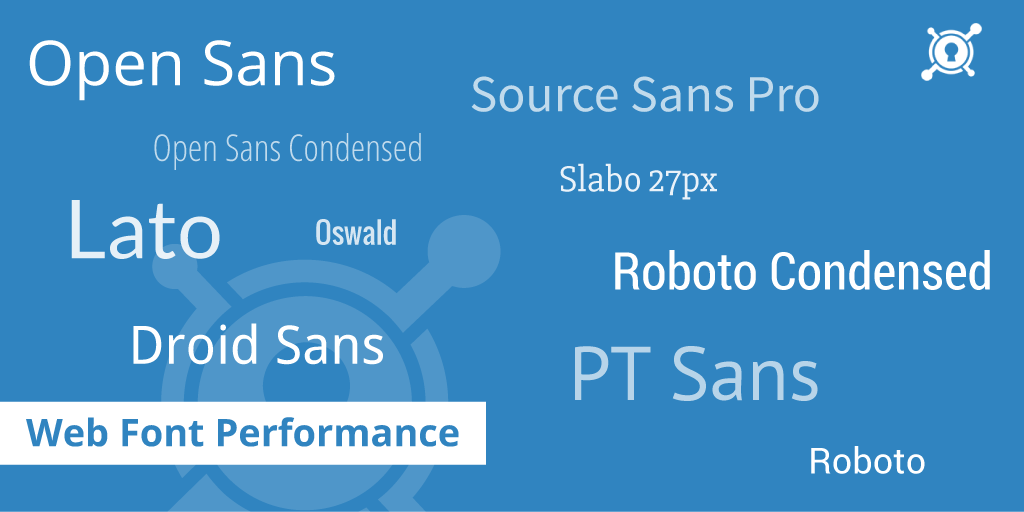 Open Sans
Source Sans Pro
Open Sans Condensed
Slabo 27px
Lato
Oswald
Roboto Condensed
Droid Sans
PT Sans
Web Font Performance
Roboto